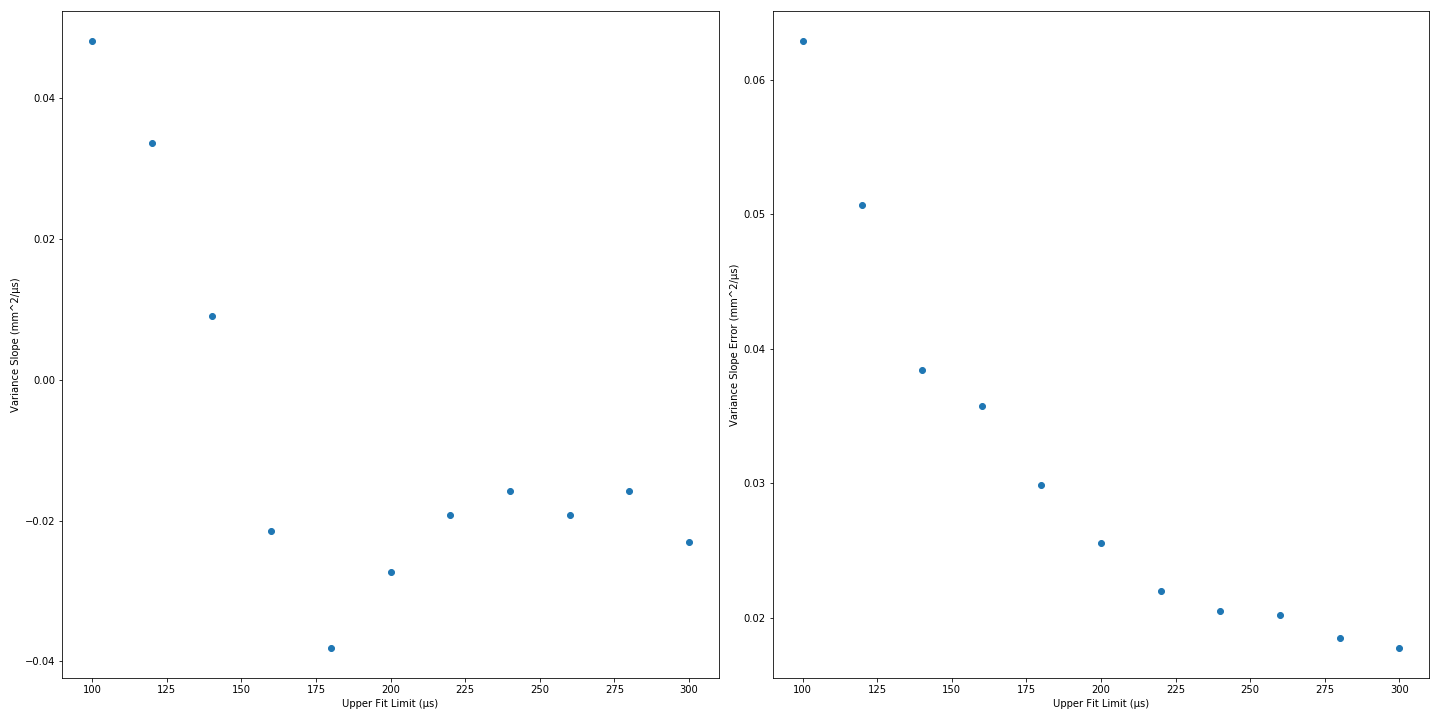 Variance Slope (mm^2/µs)
0.04
0.02
0.00
−0.02
−0.04
100 125 150 175 200 225 250 275 300
Upper Fit Limit (µs)
Variance Slope Error (mm^2/µs)
0.06
0.05
0.04
0.03
0.02
100 125 150 175 200 225 250 275 300
Upper Fit Limit (µs)